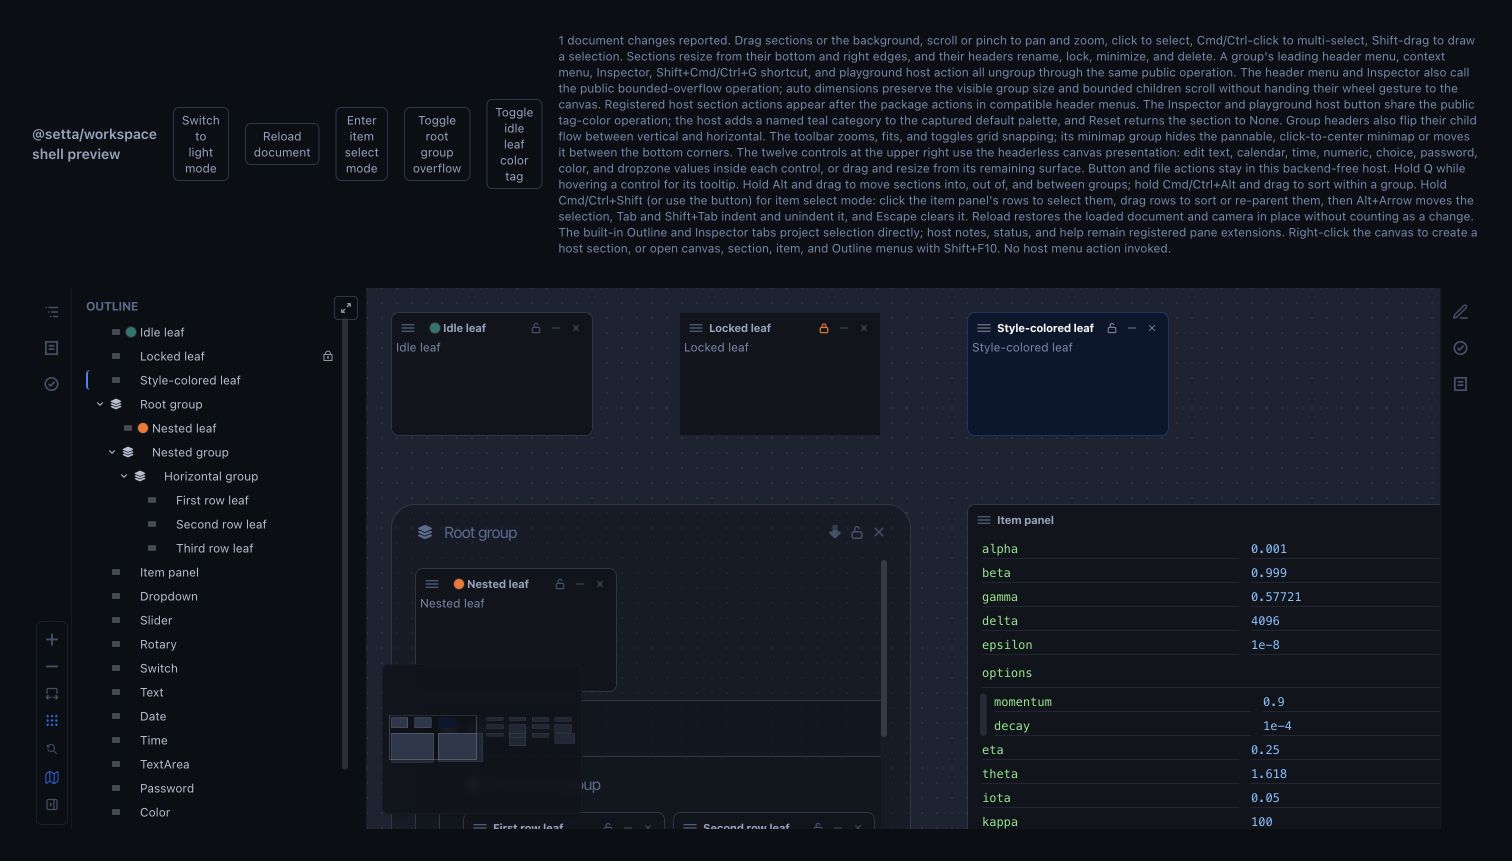 @setta/workspace
shell preview
Switch
to
light
mode
Reload
document
Enter
item
select
mode
Toggle
root
group
overflow
Toggle
idle
leaf
color
tag
1 document changes reported. Drag sections or the background, scroll or pinch to pan and zoom, click to select, Cmd/Ctrl-click to multi-select, Shift-drag to draw
a selection. Sections resize from their bottom and right edges, and their headers rename, lock, minimize, and delete. A group's leading header menu, context
menu, Inspector, Shift+Cmd/Ctrl+G shortcut, and playground host action all ungroup through the same public operation. The header menu and Inspector also call
the public bounded-overflow operation; auto dimensions preserve the visible group size and bounded children scroll without handing their wheel gesture to the
canvas. Registered host section actions appear after the package actions in compatible header menus. The Inspector and playground host button share the public
tag-color operation; the host adds a named teal category to the captured default palette, and Reset returns the section to None. Group headers also flip their child
flow between vertical and horizontal. The toolbar zooms, fits, and toggles grid snapping; its minimap group hides the pannable, click-to-center minimap or moves
it between the bottom corners. The twelve controls at the upper right use the headerless canvas presentation: edit text, calendar, time, numeric, choice, password,
color, and dropzone values inside each control, or drag and resize from its remaining surface. Button and file actions stay in this backend-free host. Hold Q while
hovering a control for its tooltip. Hold Alt and drag to move sections into, out of, and between groups; hold Cmd/Ctrl+Alt and drag to sort within a group. Hold
Cmd/Ctrl+Shift (or use the button) for item select mode: click the item panel's rows to select them, drag rows to sort or re-parent them, then Alt+Arrow moves the
selection, Tab and Shift+Tab indent and unindent it, and Escape clears it. Reload restores the loaded document and camera in place without counting as a change.
The built-in Outline and Inspector tabs project selection directly; host notes, status, and help remain registered pane extensions. Right-click the canvas to create a
host section, or open canvas, section, item, and Outline menus with Shift+F10. No host menu action invoked.
OUTLINE
Idle leaf
Locked leaf
Style-colored leaf
Root group
Nested leaf
Nested group
Horizontal group
First row leaf
Second row leaf
Third row leaf
Item panel
Dropdown
Slider
Rotary
Switch
Text
Date
Time
TextArea
Password
Color
Idle leaf
Idle leaf
Locked leaf
Locked leaf
Style-colored leaf
Style-colored leaf
Root group
Nested leaf
Nested leaf
First row leaf
Second row leaf
Item panel
alpha 0.001
beta 0.999
gamma 0.57721
delta 4096
epsilon 1e-8
options
momentum 0.9
decay 1e-4
eta 0.25
theta 1.618
iota 0.05
kappa 100